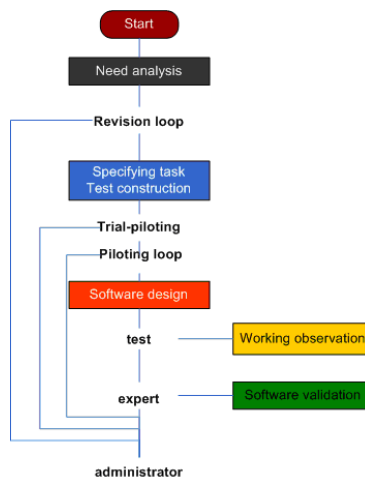 Start
Need analysis
Revision loop
Specifying task
Test construction
Trial-piloting
Piloting loop
Software design
test
Working observation
expert
Software validation
administrator